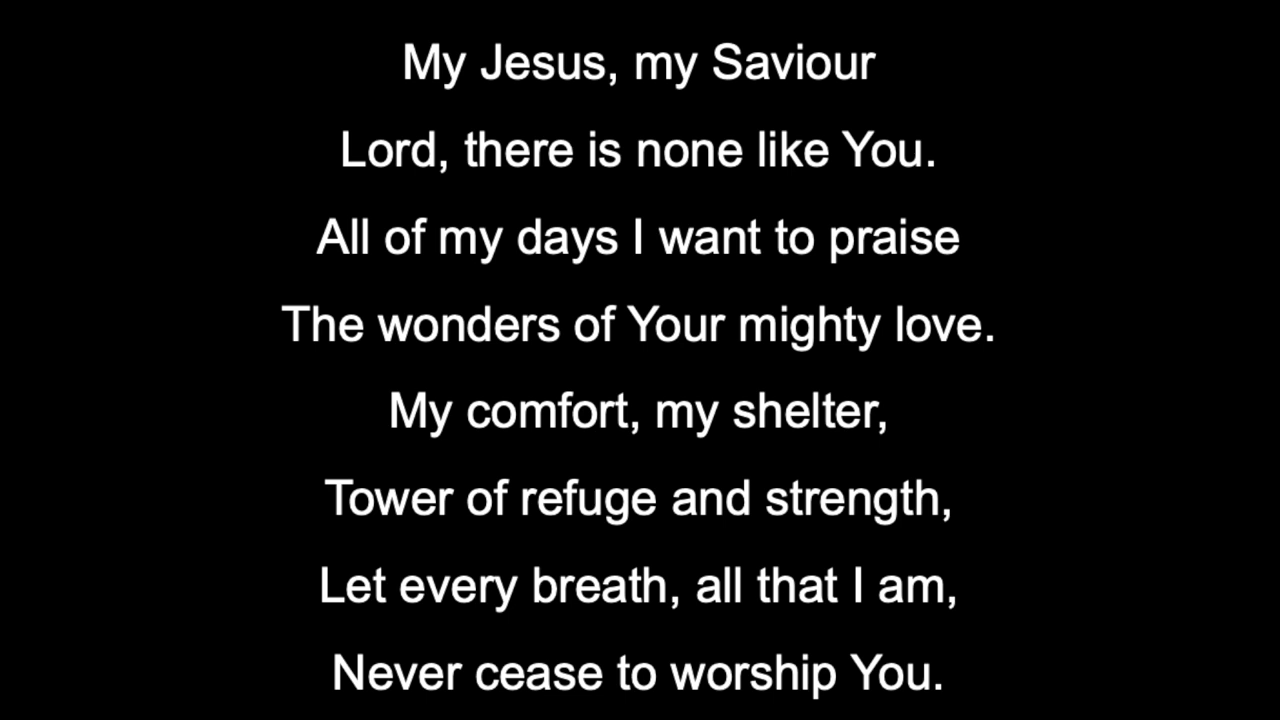 My Jesus, my Saviour
Lord, there is none like You.
All of my days I want to praise
The wonders of Your mighty love.
My comfort, my shelter,
Tower of refuge and strength,
Let every breath, all that I am,
Never cease to worship You.